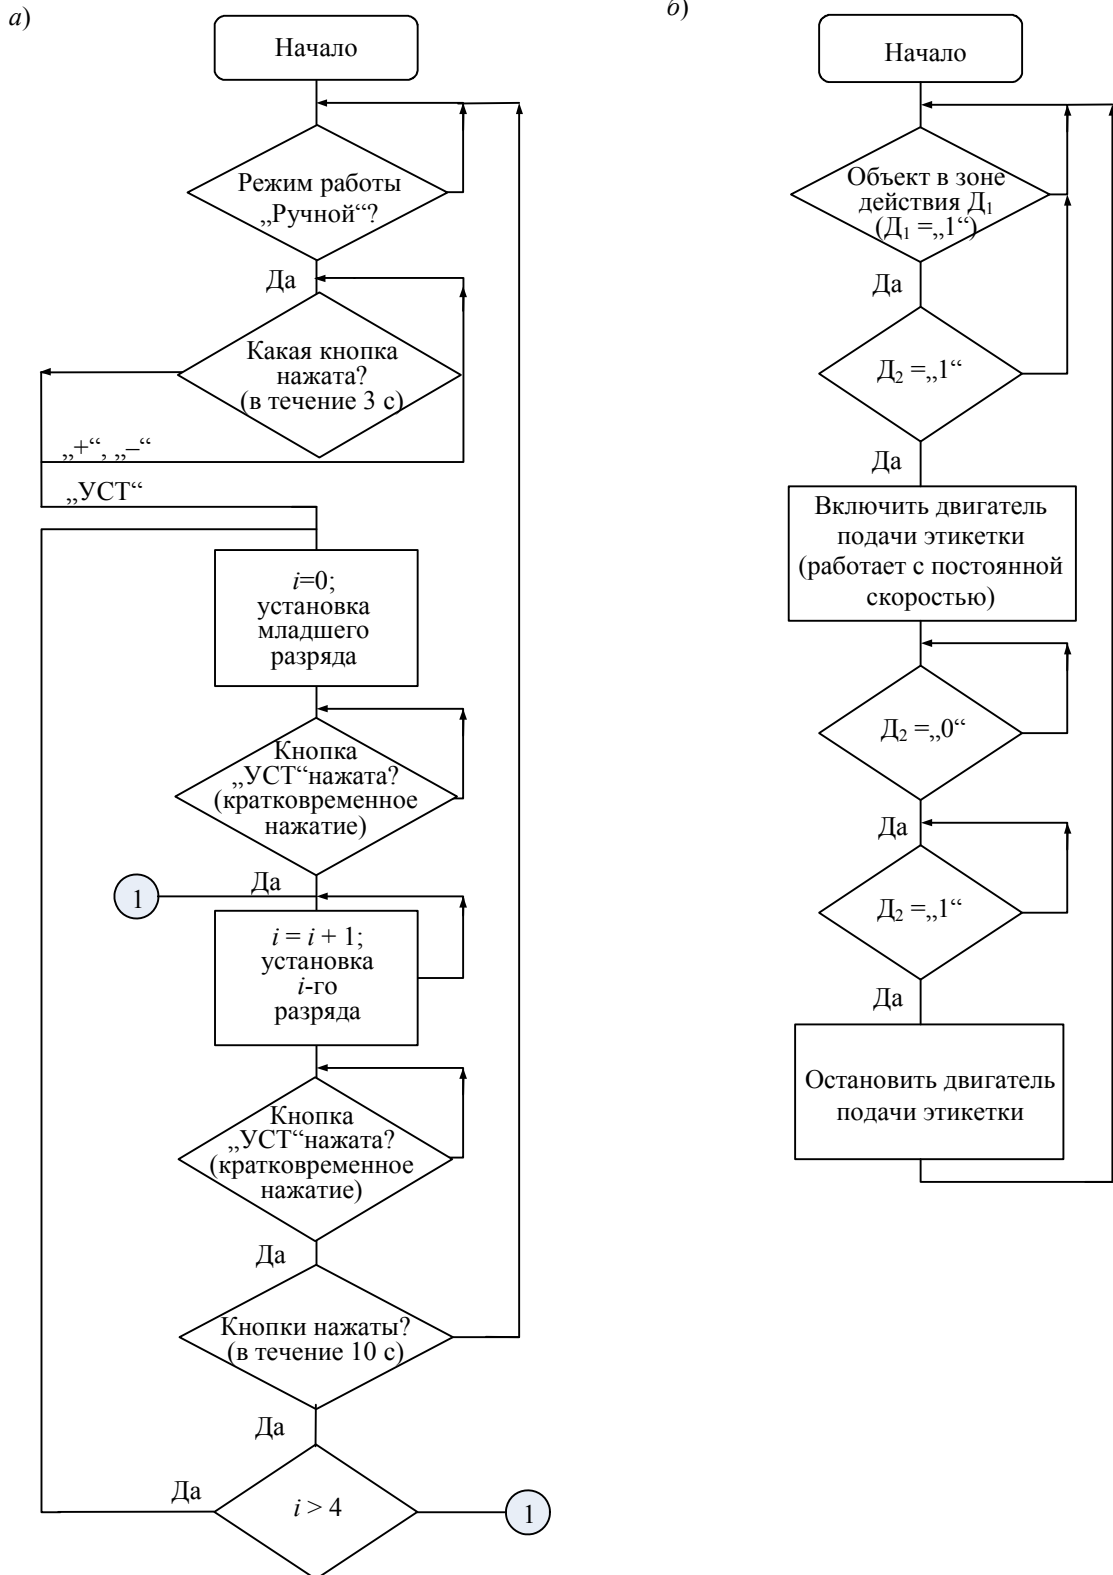 а)
Начало
Режим работы
„Ручной“?
Да
Какая кнопка
нажата?
(в течение 3 с)
„+“, „–“
„УСТ“
i=0;
установка
младшего
разряда
Кнопка
„УСТ“нажата?
(кратковременное
нажатие)
Да
1
i = i + 1;
установка
i-го
разряда
Кнопка
„УСТ“нажата?
(кратковременное
нажатие)
Да
Кнопки нажаты?
(в течение 10 с)
Да
Да
i > 4
1
б)
Начало
Объект в зоне
действия Д₁
(Д₁ =„1“)
Да
Д₂ =„1“
Да
Включить двигатель
подачи этикетки
(работает с постоянной
скоростью)
Д₂ =„0“
Да
Д₂ =„1“
Да
Остановить двигатель
подачи этикетки